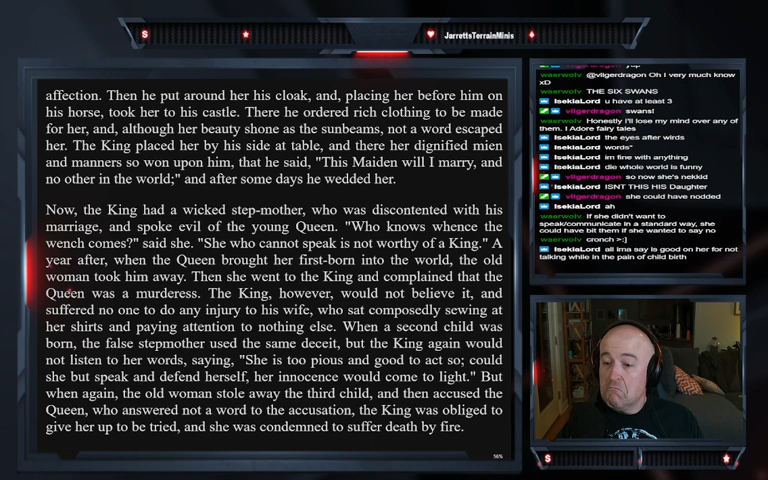 JarrettsTerrainMinis
affection. Then he put around her his cloak, and, placing her before him on
his horse, took her to his castle. There he ordered rich clothing to be made
for her, and, although her beauty shone as the sunbeams, not a word escaped
her. The King placed her by his side at table, and there her dignified mien
and manners so won upon him, that he said, "This Maiden will I marry, and
no other in the world;" and after some days he wedded her.
Now, the King had a wicked step-mother, who was discontented with his
marriage, and spoke evil of the young Queen. "Who knows whence the
wench comes?" said she. "She who cannot speak is not worthy of a King." A
year after, when the Queen brought her first-born into the world, the old
woman took him away. Then she went to the King and complained that the
Queen was a murderess. The King, however, would not believe it, and
suffered no one to do any injury to his wife, who sat composedly sewing at
her shirts and paying attention to nothing else. When a second child was
born, the false stepmother used the same deceit, but the King again would
not listen to her words, saying, "She is too pious and good to act so; could
she but speak and defend herself, her innocence would come to light." But
when again, the old woman stole away the third child, and then accused the
Queen, who answered not a word to the accusation, the King was obliged to
give her up to be tried, and she was condemned to suffer death by fire.
56%
waerwolv @vilgerdragon Oh I very much know
xD
waerwolv THE SIX SWANS
IsekiaLord u have at least 3
vilgerdragon swans!
waerwolv Honestly I'll lose my mind over any of
them. I Adore fairy tales
IsekiaLord the eyes after wirds
IsekiaLord words"
IsekiaLord im fine with anything
IsekiaLord die whole world is funny
vilgerdragon so now she's nekkid
IsekiaLord ISNT THIS HIS Daughter
vilgerdragon she could have nodded
IsekiaLord ah
waerwolv If she didn't want to
speak/communicate in a standard way, she
could have bit them if she wanted to say no
waerwolv cronch >:]
IsekiaLord all ima say is good on her for not
talking while in the pain of child birth